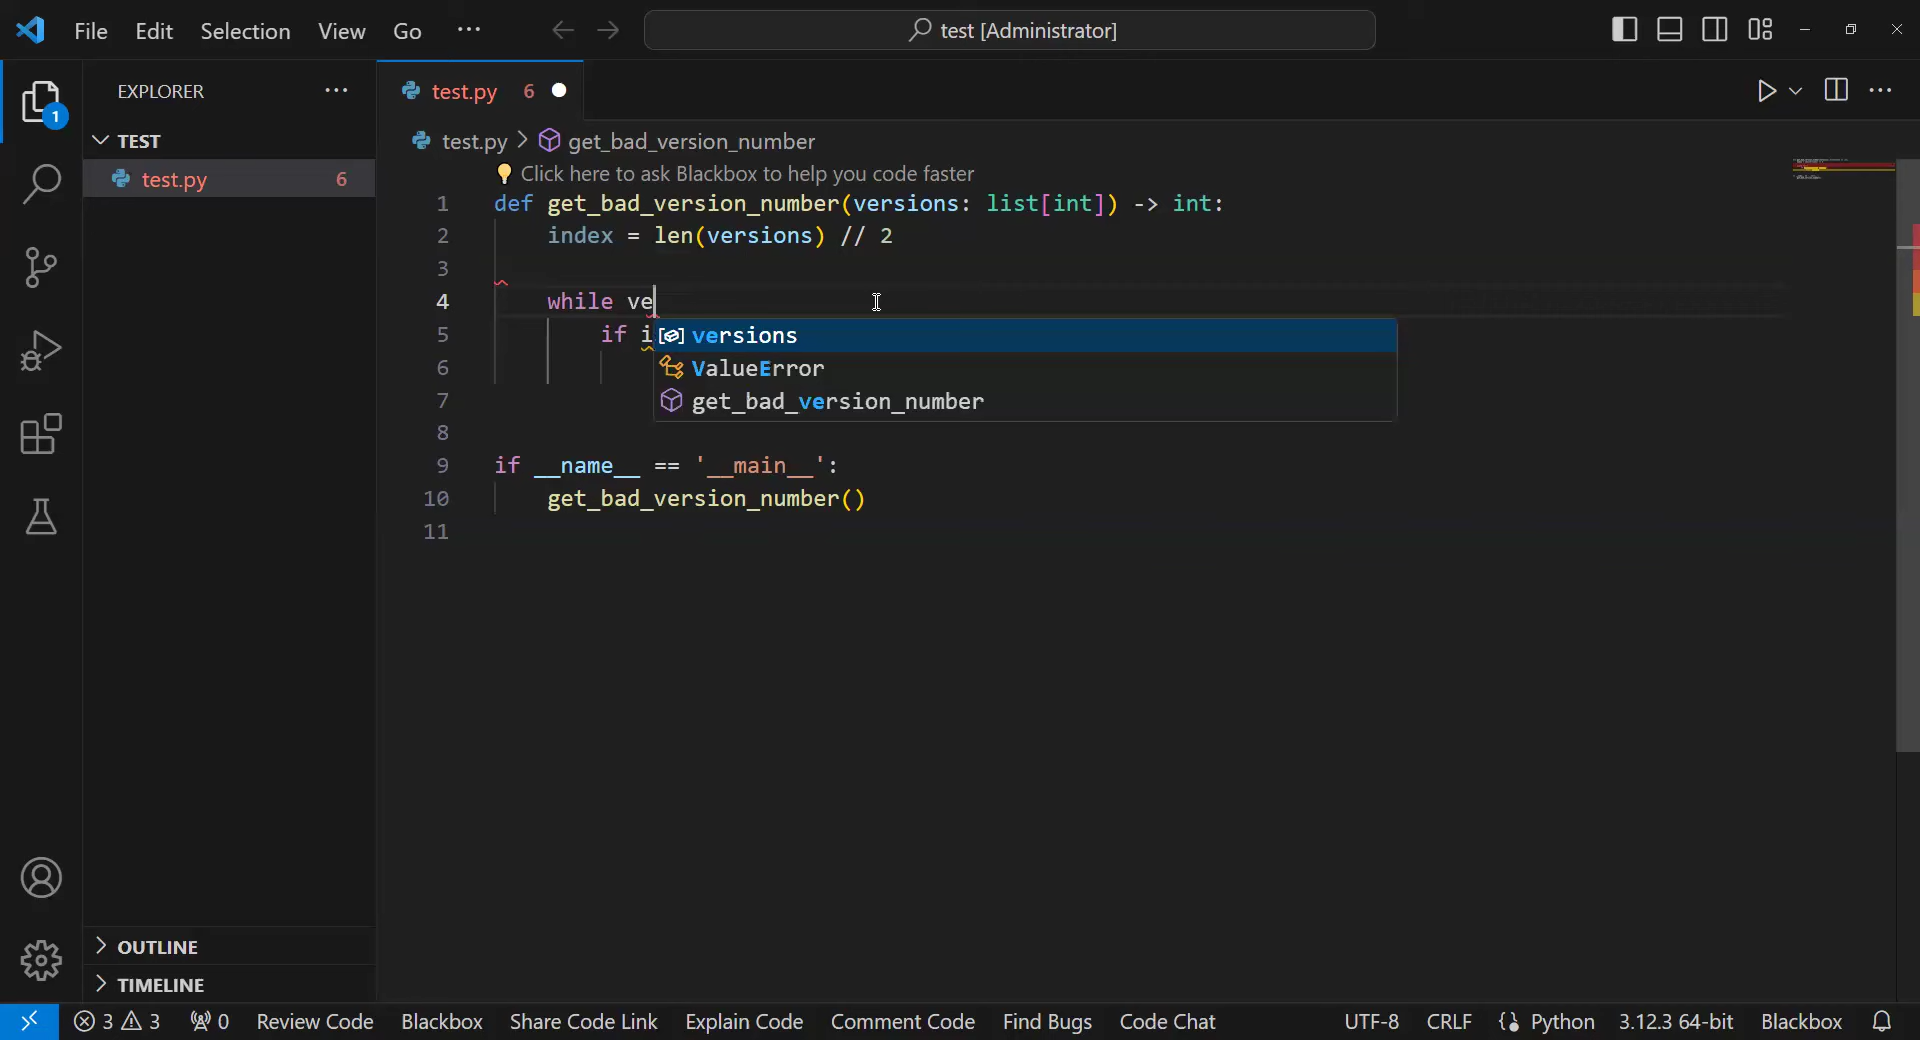 File Edit Selection View Go ··· test [Administrator]
EXPLORER ···
test.py 6
TEST
test.py > get_bad_version_number
test.py 6
Click here to ask Blackbox to help you code faster
1 def get_bad_version_number(versions: list[int]) -> int:
2 index = len(versions) // 2
3
4 while ve
5 if i
versions
6
ValueError
7
get_bad_version_number
8
9 if __name__ == '__main__':
10 get_bad_version_number()
11
OUTLINE
TIMELINE
3 3 0 Review Code Blackbox Share Code Link Explain Code Comment Code Find Bugs Code Chat UTF-8 CRLF {} Python 3.12.3 64-bit Blackbox
1